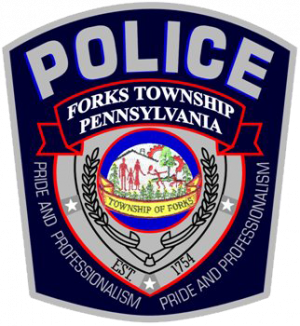 POLICE
FORKS TOWNSHIP
PENNSYLVANIA
TOWNSHIP OF FORKS
EST. 1754
PRIDE AND PROFESSIONALISM
PRIDE AND PROFESSIONALISM